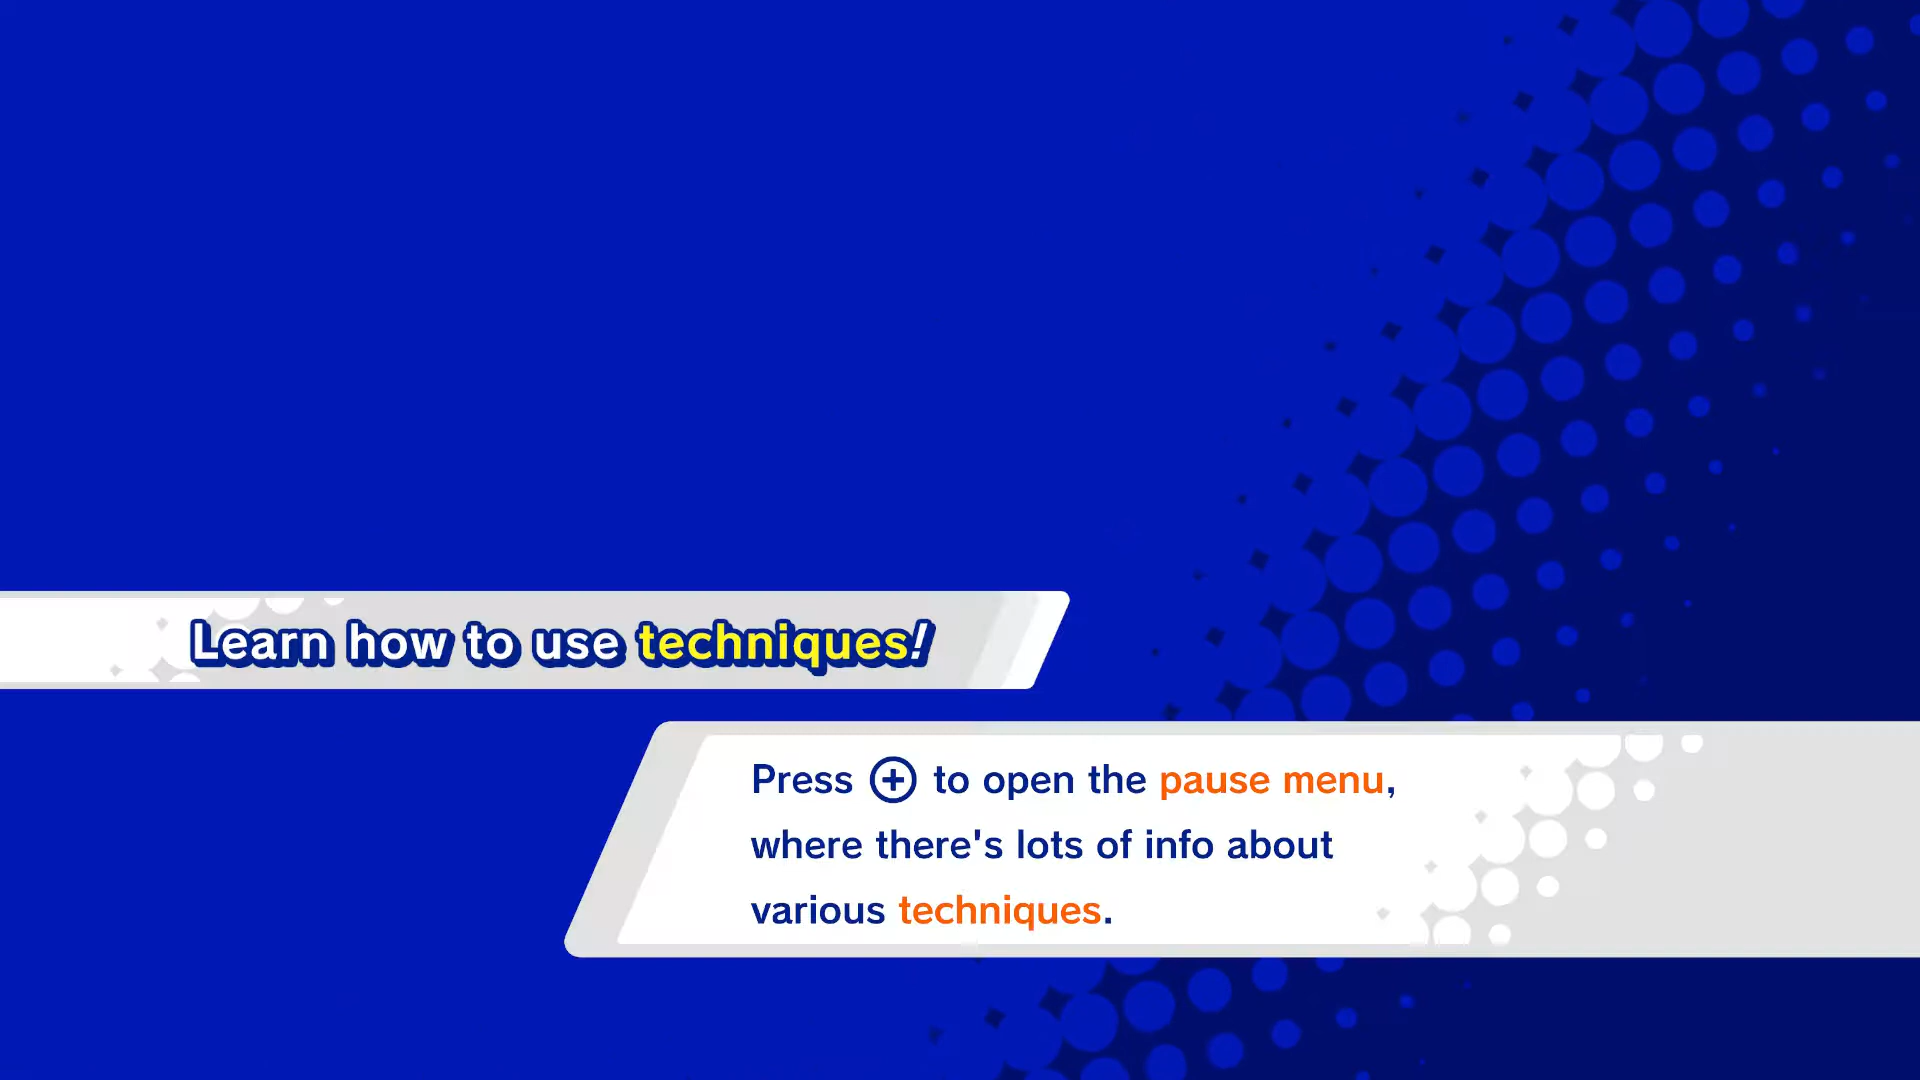 Learn how to use techniques!
Press ⊕ to open the pause menu,
where there's lots of info about
various techniques.